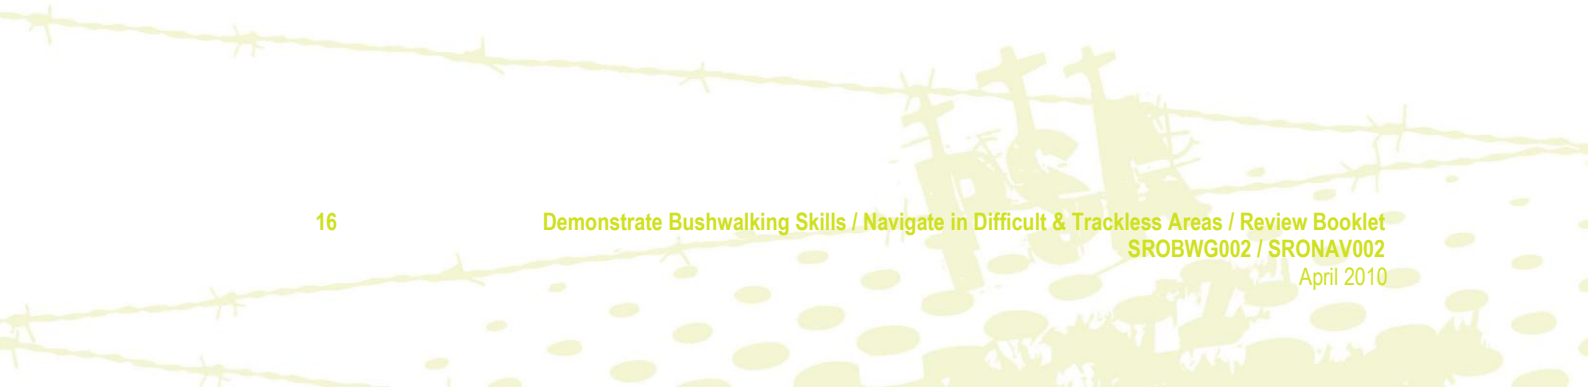 16 Demonstrate Bushwalking Skills / Navigate in Difficult & Trackless Areas / Review Booklet
SROBWG002 / SRONAV002
April 2010